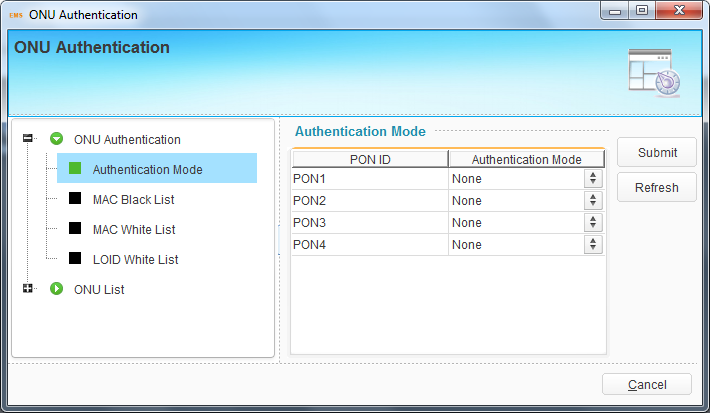 EMS ONU Authentication
ONU Authentication
ONU Authentication
Authentication Mode
MAC Black List
MAC White List
LOID White List
ONU List
Authentication Mode
PON ID Authentication Mode
PON1 None
PON2 None
PON3 None
PON4 None
Submit
Refresh
Cancel